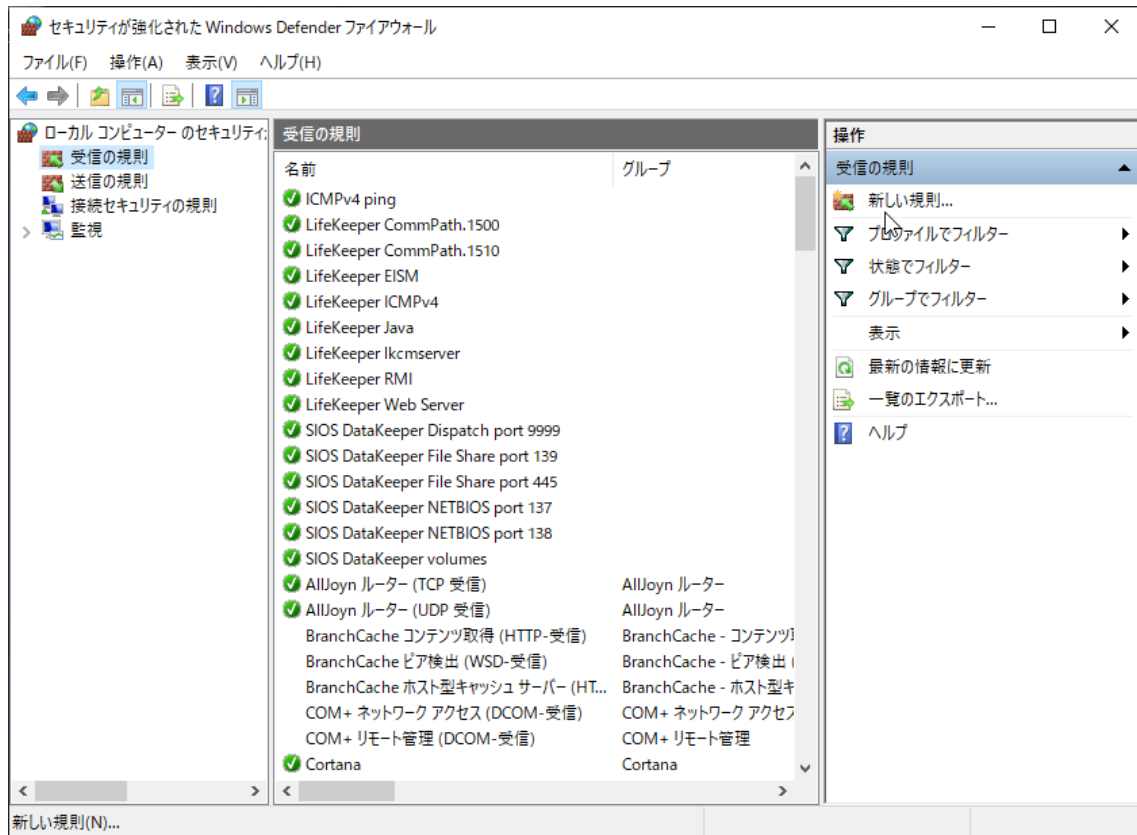 セキュリティが強化された Windows Defender ファイアウォール
ファイル(F) 操作(A) 表示(V) ヘルプ(H)
ローカル コンピューター のセキュリティ
受信の規則
送信の規則
接続セキュリティの規則
監視
受信の規則
名前 グループ
ICMPv4 ping
LifeKeeper CommPath.1500
LifeKeeper CommPath.1510
LifeKeeper EISM
LifeKeeper ICMPv4
LifeKeeper Java
LifeKeeper lkcmserver
LifeKeeper RMI
LifeKeeper Web Server
SIOS DataKeeper Dispatch port 9999
SIOS DataKeeper File Share port 139
SIOS DataKeeper File Share port 445
SIOS DataKeeper NETBIOS port 137
SIOS DataKeeper NETBIOS port 138
SIOS DataKeeper volumes
AllJoyn ルーター (TCP 受信) AllJoyn ルーター
AllJoyn ルーター (UDP 受信) AllJoyn ルーター
BranchCache コンテンツ取得 (HTTP-受信) BranchCache - コンテンツ
BranchCache ピア検出 (WSD-受信) BranchCache - ピア検出 (
BranchCache ホスト型キャッシュ サーバー (HT... BranchCache - ホスト型キ
COM+ ネットワーク アクセス (DCOM-受信) COM+ ネットワーク アクセス
COM+ リモート管理 (DCOM-受信) COM+ リモート管理
Cortana Cortana
操作
受信の規則
新しい規則...
プロファイルでフィルター
状態でフィルター
グループでフィルター
表示
最新の情報に更新
一覧のエクスポート...
ヘルプ
新しい規則(N)...